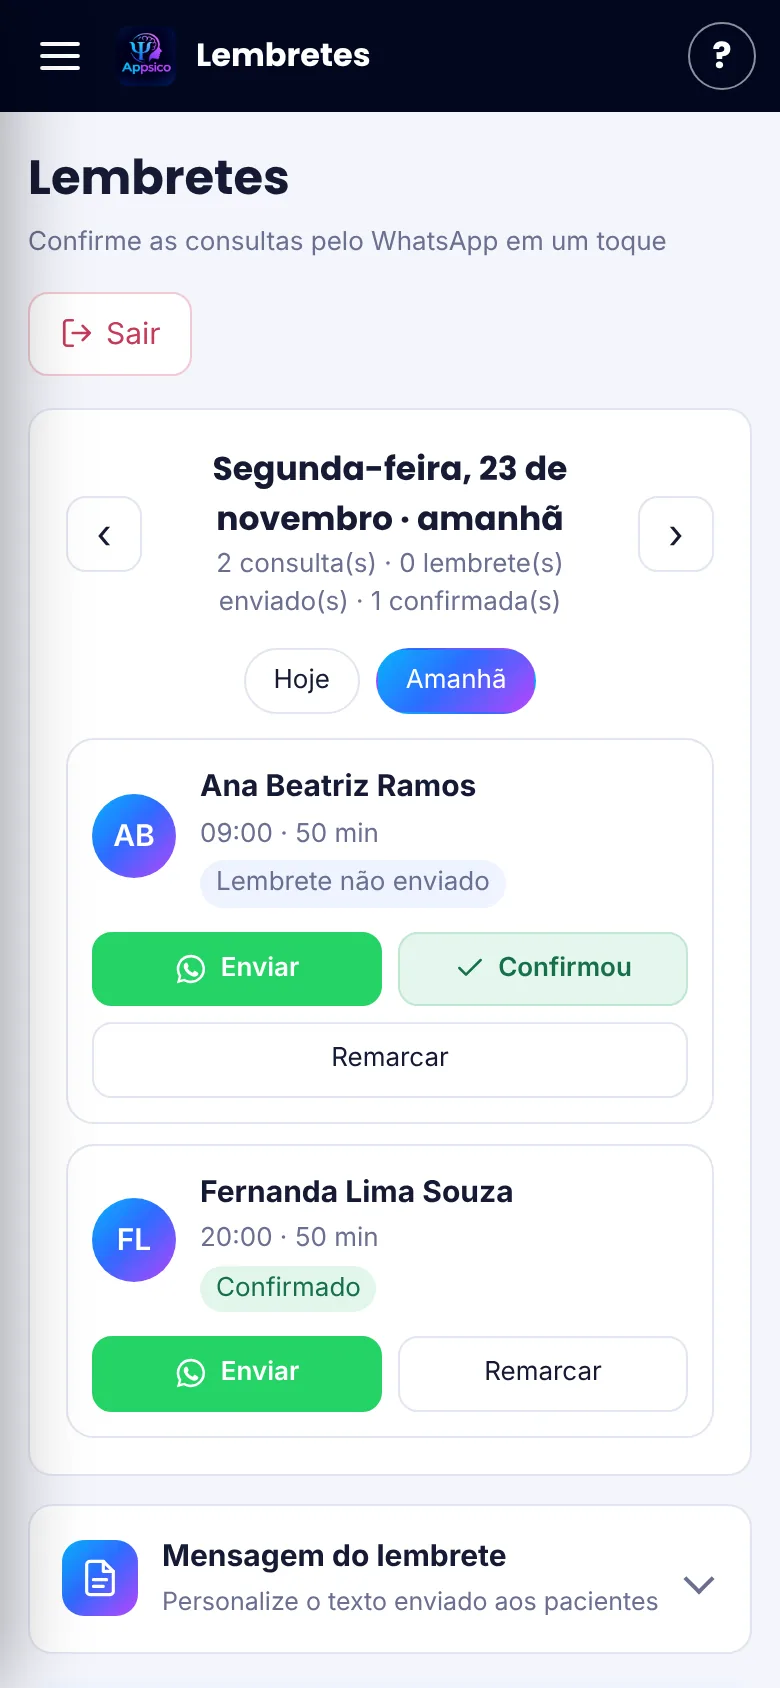 Appsico
Lembretes
?
Lembretes
Confirme as consultas pelo WhatsApp em um toque
Sair
Segunda-feira, 23 de
novembro · amanhã
2 consulta(s) · 0 lembrete(s)
enviado(s) · 1 confirmada(s)
‹
›
Hoje
Amanhã
AB
Ana Beatriz Ramos
09:00 · 50 min
Lembrete não enviado
Enviar
Confirmou
Remarcar
FL
Fernanda Lima Souza
20:00 · 50 min
Confirmado
Enviar
Remarcar
Mensagem do lembrete
Personalize o texto enviado aos pacientes